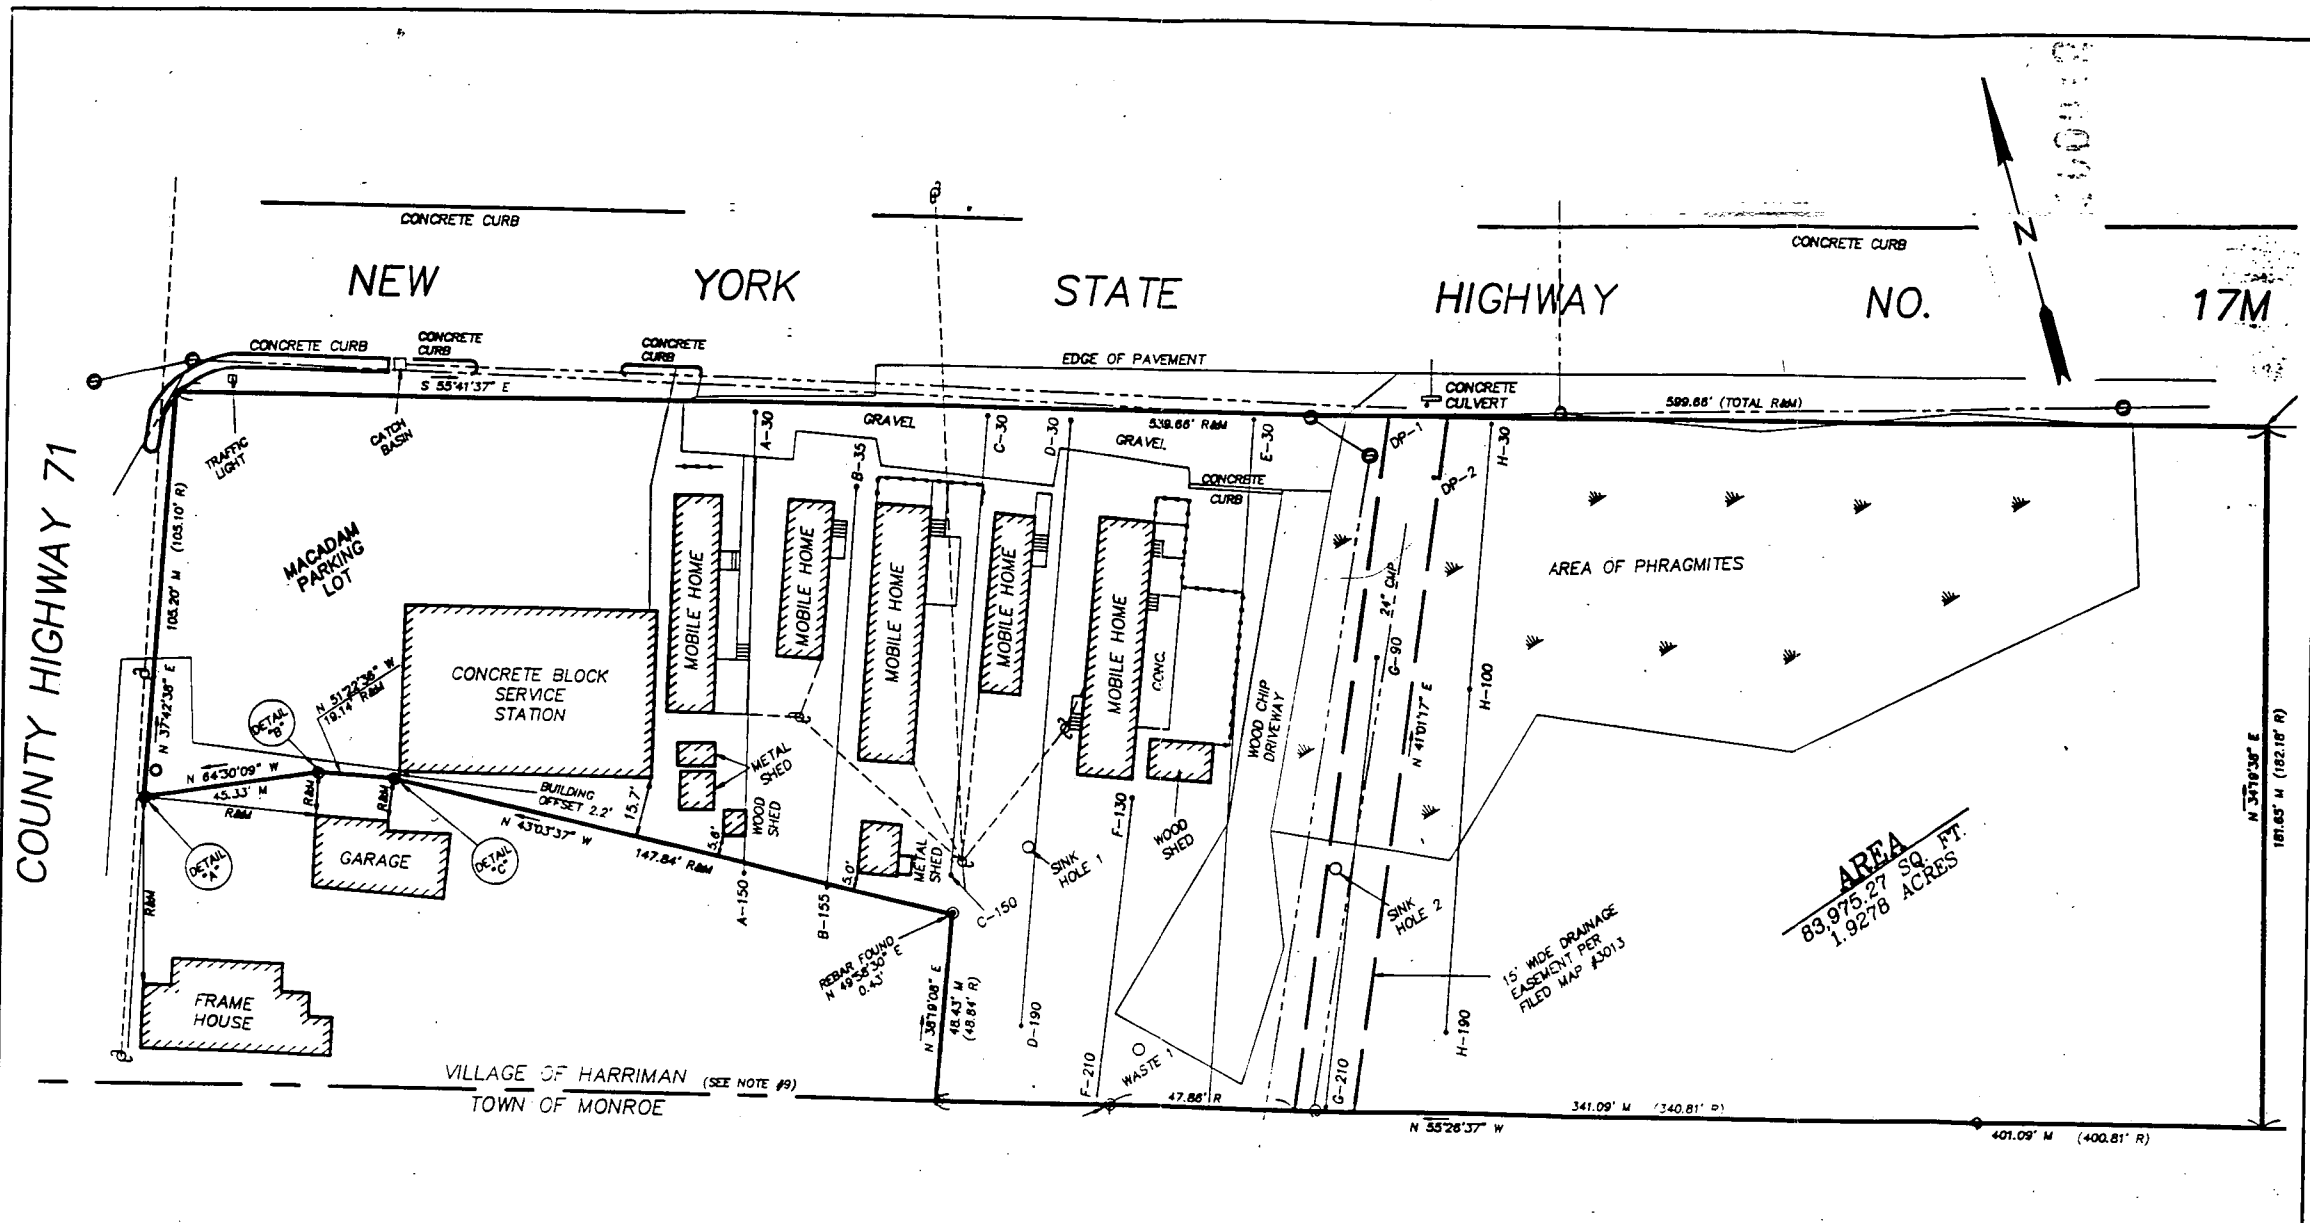 CONCRETE CURB
CONCRETE CURB
N
NEW YORK STATE HIGHWAY NO. 17M
CONCRETE CURB
CONCRETE
CURB
CONCRETE
CURB
EDGE OF PAVEMENT
S 55°41'37" E
CONCRETE
CULVERT
599.66' (TOTAL R&M)
TRAFFIC
LIGHT
CATCH
BASIN
A-30
GRAVEL
C-30
D-30
539.66' R&M
GRAVEL
E-30
DP-1
H-30
B-35
CONCRETE
CURB
DP-2
COUNTY HIGHWAY 71
105.20' M (105.10' R)
N 37°42'38" E
MACADAM
PARKING
LOT
MOBILE HOME
MOBILE HOME
MOBILE HOME
MOBILE HOME
MOBILE HOME
CONC.
24" CMP
G-90
AREA OF PHRAGMITES
H-100
N 41°01'17" E
WOOD CHIP
DRIVEWAY
N 34°19'38" E
181.65' M (182.18' R)
CONCRETE BLOCK
SERVICE
STATION
N 51°22'38" W
19.14' R&M
DETAIL
"B"
N 64°30'09" W
45.33' M
R&M
R&M
R&M
BUILDING
OFFSET 2.2'
15.7'
METAL
SHED
WOOD
SHED
5.6'
N 43°03'37" W
147.84' R&M
GARAGE
DETAIL
"A"
DETAIL
"C"
R&M
5.0'
METAL
SHED
F-130
WOOD
SHED
SINK
HOLE 1
SINK
HOLE 2
A-150
B-155
C-150
AREA
83,975.27 SQ. FT.
1.9278 ACRES
REBAR FOUND
N 49°58'30" E
0.43'
15' WIDE DRAINAGE
EASEMENT PER
FILED MAP #3013
FRAME
HOUSE
N 38°19'08" E
48.43' M
(48.84' R)
D-190
H-190
F-210
WASTE 1
G-210
VILLAGE OF HARRIMAN (SEE NOTE #9)
TOWN OF MONROE
47.86' R
341.09' M (340.81' R)
N 55°26'37" W
401.09' M (400.81' R)